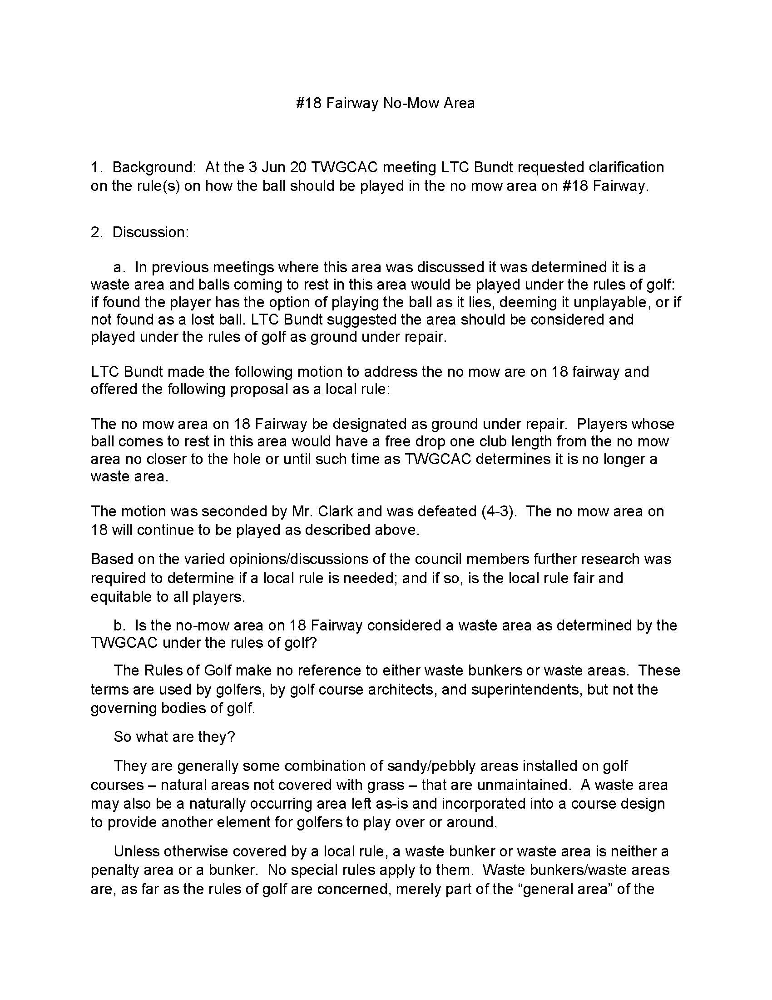 #18 Fairway No-Mow Area
1.  Background:  At the 3 Jun 20 TWGCAC meeting LTC Bundt requested clarification
on the rule(s) on how the ball should be played in the no mow area on #18 Fairway.
2.  Discussion:
a.  In previous meetings where this area was discussed it was determined it is a
waste area and balls coming to rest in this area would be played under the rules of golf:
if found the player has the option of playing the ball as it lies, deeming it unplayable, or if
not found as a lost ball. LTC Bundt suggested the area should be considered and
played under the rules of golf as ground under repair.
LTC Bundt made the following motion to address the no mow are on 18 fairway and
offered the following proposal as a local rule:
The no mow area on 18 Fairway be designated as ground under repair.  Players whose
ball comes to rest in this area would have a free drop one club length from the no mow
area no closer to the hole or until such time as TWGCAC determines it is no longer a
waste area.
The motion was seconded by Mr. Clark and was defeated (4-3).  The no mow area on
18 will continue to be played as described above.
Based on the varied opinions/discussions of the council members further research was
required to determine if a local rule is needed; and if so, is the local rule fair and
equitable to all players.
b.  Is the no-mow area on 18 Fairway considered a waste area as determined by the
TWGCAC under the rules of golf?
The Rules of Golf make no reference to either waste bunkers or waste areas.  These
terms are used by golfers, by golf course architects, and superintendents, but not the
governing bodies of golf.
So what are they?
They are generally some combination of sandy/pebbly areas installed on golf
courses – natural areas not covered with grass – that are unmaintained.  A waste area
may also be a naturally occurring area left as-is and incorporated into a course design
to provide another element for golfers to play over or around.
Unless otherwise covered by a local rule, a waste bunker or waste area is neither a
penalty area or a bunker.  No special rules apply to them.  Waste bunkers/waste areas
are, as far as the rules of golf are concerned, merely part of the “general area” of the